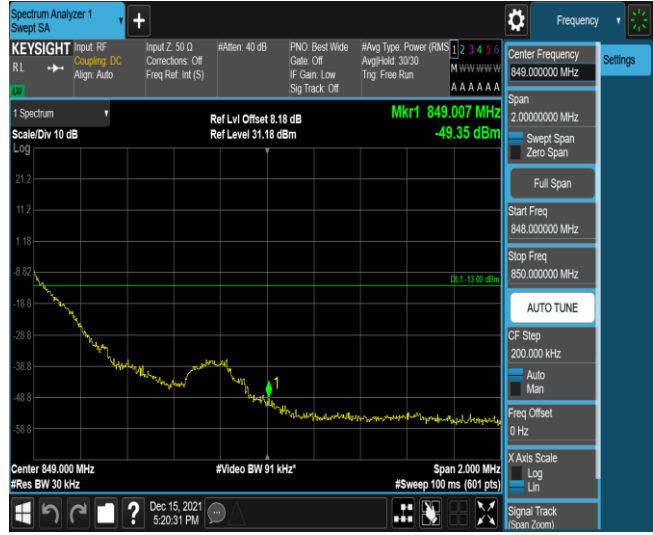 Spectrum Analyzer 1
Swept SA
Frequency
KEYSIGHT
RL
LXI
Input: RF
Coupling: DC
Align: Auto
Input Z: 50 Ω
Corrections: Off
Freq Ref: Int (S)
#Atten: 40 dB
PNO: Best Wide
Gate: Off
IF Gain: Low
Sig Track: Off
#Avg Type: Power (RMS
Avg|Hold: 30/30
Trig: Free Run
1 2 3 4 5 6
M W W W W W
A A A A A A
Center Frequency
849.000000 MHz
Settings
1 Spectrum
Scale/Div 10 dB
Ref Lvl Offset 8.18 dB
Ref Level 31.18 dBm
Mkr1 849.007 MHz
-49.35 dBm
Log
21.2
11.2
1.18
-8.82
-18.8
-28.8
-38.8
-48.8
-58.8
DL1 -13.00 dBm
1
Center 849.000 MHz
#Res BW 30 kHz
#Video BW 91 kHz*
Span 2.000 MHz
#Sweep 100 ms (601 pts)
Span
2.00000000 MHz
Swept Span
Zero Span
Full Span
Start Freq
848.000000 MHz
Stop Freq
850.000000 MHz
AUTO TUNE
CF Step
200.000 kHz
Auto
Man
Freq Offset
0 Hz
X Axis Scale
Log
Lin
Signal Track
(Span Zoom)
?
Dec 15, 2021
5:20:31 PM